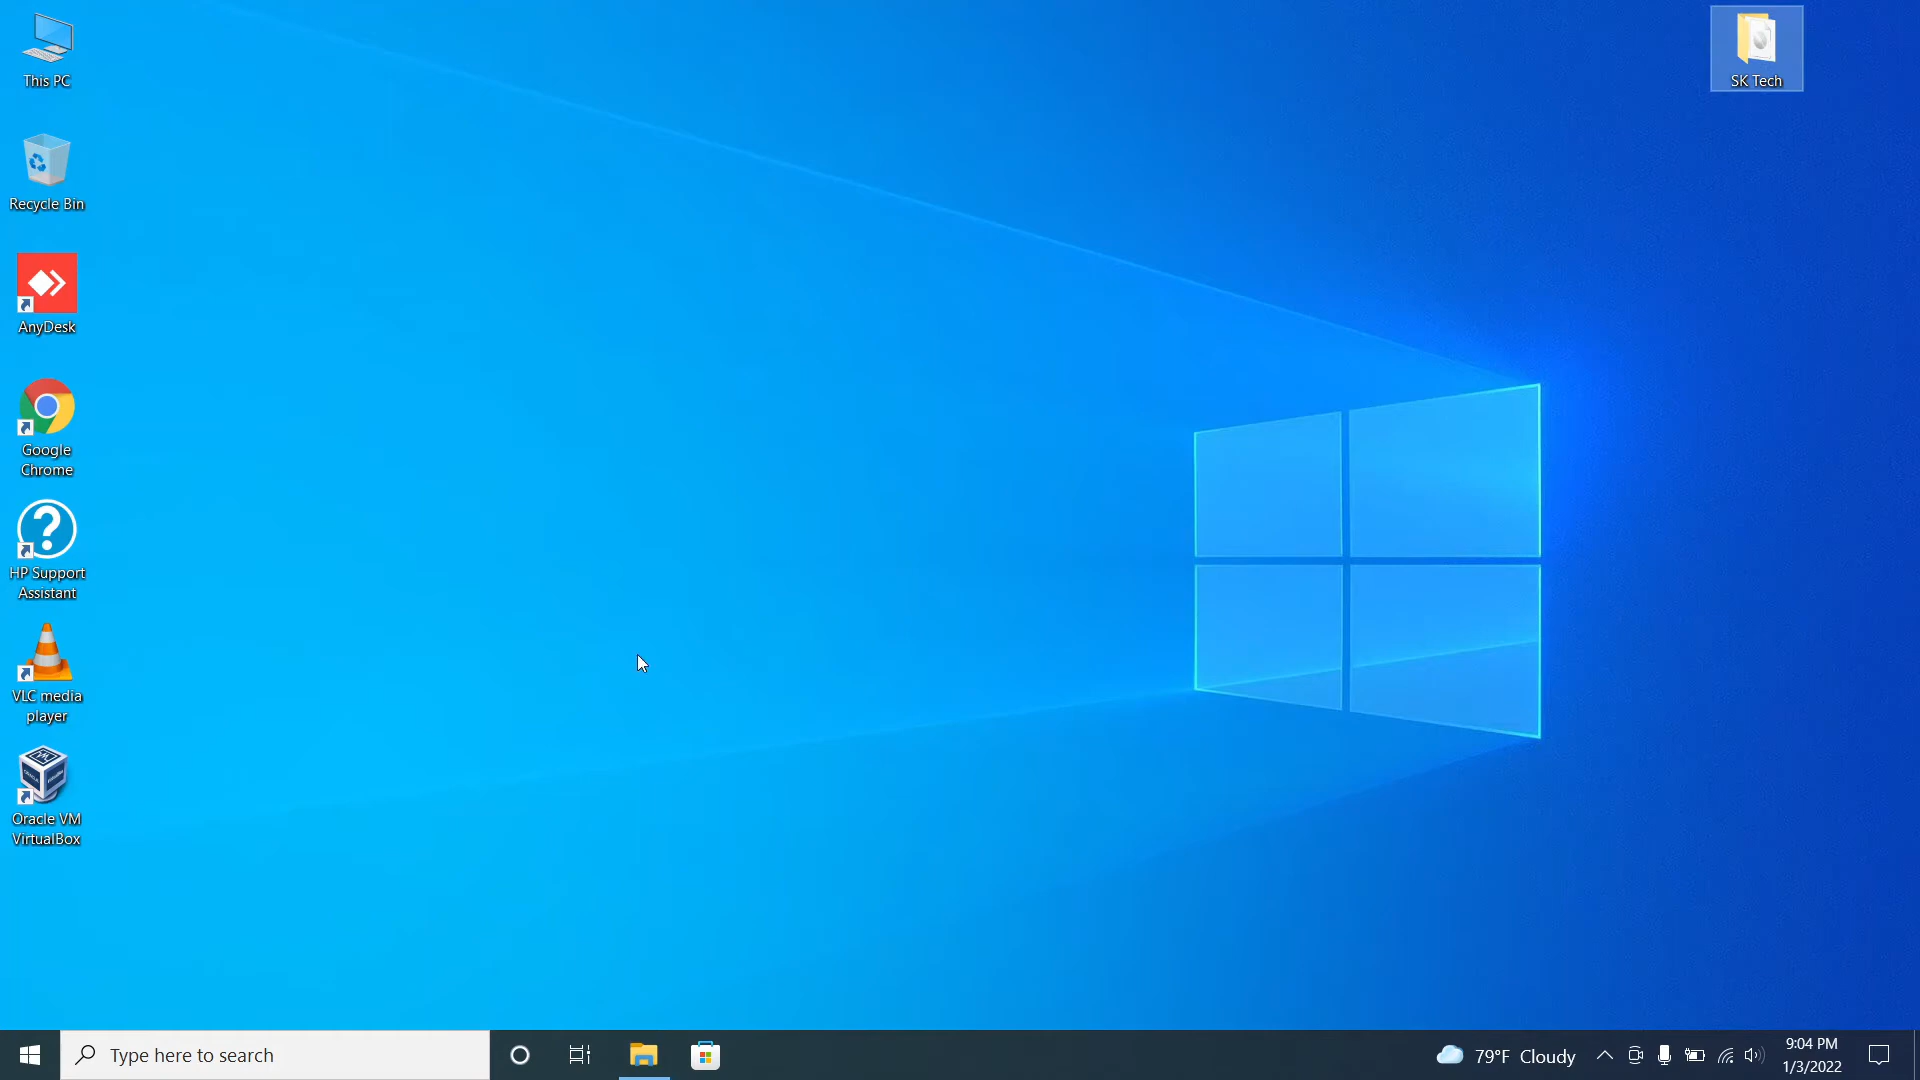 This PC
Recycle Bin
AnyDesk
Google
Chrome
HP Support
Assistant
VLC media
player
Oracle VM
VirtualBox
SK Tech
Type here to search
79°F Cloudy
9:04 PM
1/3/2022